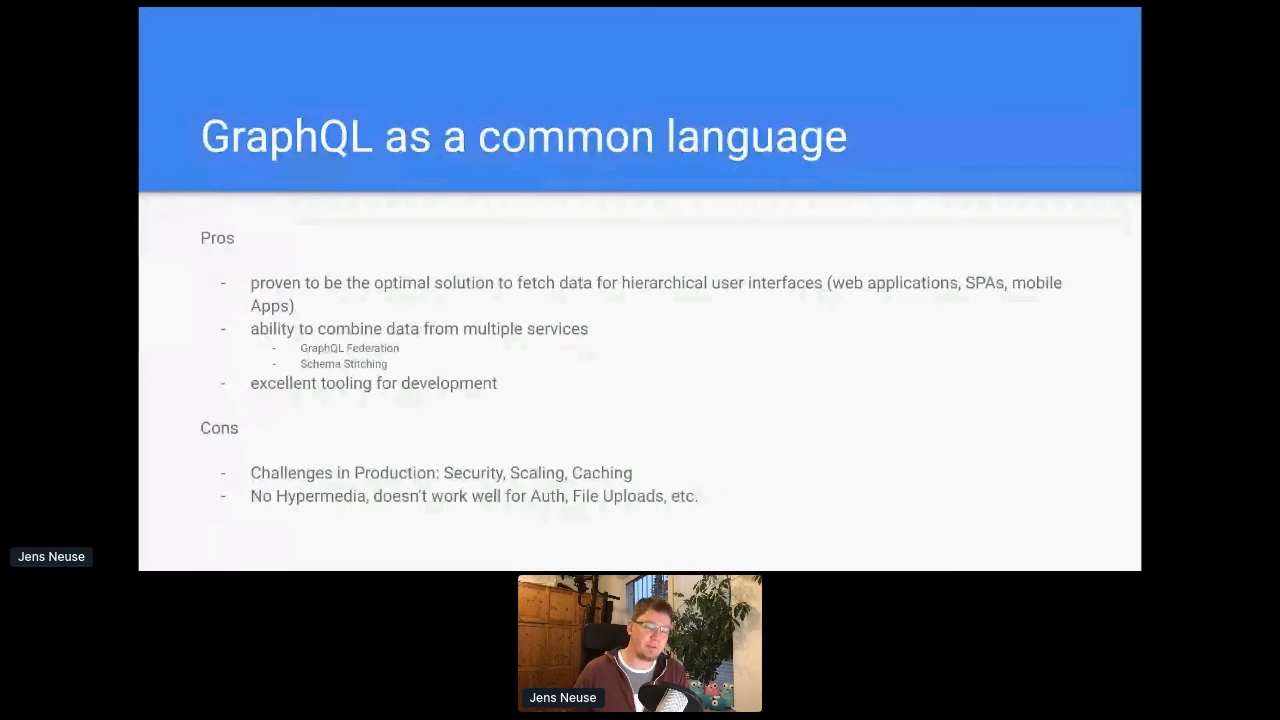 GraphQL as a common language
Pros
- proven to be the optimal solution to fetch data for hierarchical user interfaces (web applications, SPAs, mobile
Apps)
- ability to combine data from multiple services
- GraphQL Federation
- Schema Stitching
- excellent tooling for development
Cons
- Challenges in Production: Security, Scaling, Caching
- No Hypermedia, doesn't work well for Auth, File Uploads, etc.
Jens Neuse
Jens Neuse